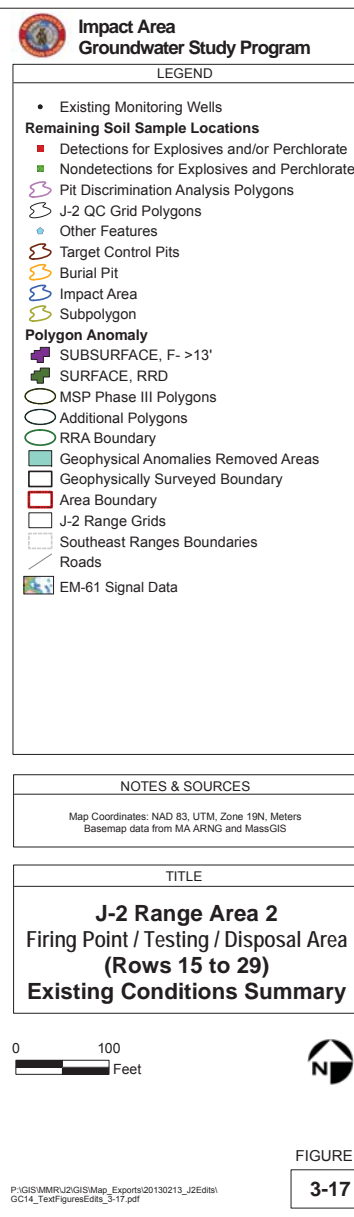 Impact Area
Groundwater Study Program
LEGEND
Existing Monitoring Wells
Remaining Soil Sample Locations
Detections for Explosives and/or Perchlorate
Nondetections for Explosives and Perchlorate
Pit Discrimination Analysis Polygons
J-2 QC Grid Polygons
Other Features
Target Control Pits
Burial Pit
Impact Area
Subpolygon
Polygon Anomaly
SUBSURFACE, F- >13'
SURFACE, RRD
MSP Phase III Polygons
Additional Polygons
RRA Boundary
Geophysical Anomalies Removed Areas
Geophysically Surveyed Boundary
Area Boundary
J-2 Range Grids
Southeast Ranges Boundaries
Roads
EM-61 Signal Data
NOTES & SOURCES
Map Coordinates: NAD 83, UTM, Zone 19N, Meters
Basemap data from MA ARNG and MassGIS
TITLE
J-2 Range Area 2
Firing Point / Testing / Disposal Area
(Rows 15 to 29)
Existing Conditions Summary
0 100
Feet
N
FIGURE
3-17
P:\GIS\MMR\J2\GIS\Map_Exports\20130213_J2Edits\
GC14_TextFiguresEdits_3-17.pdf